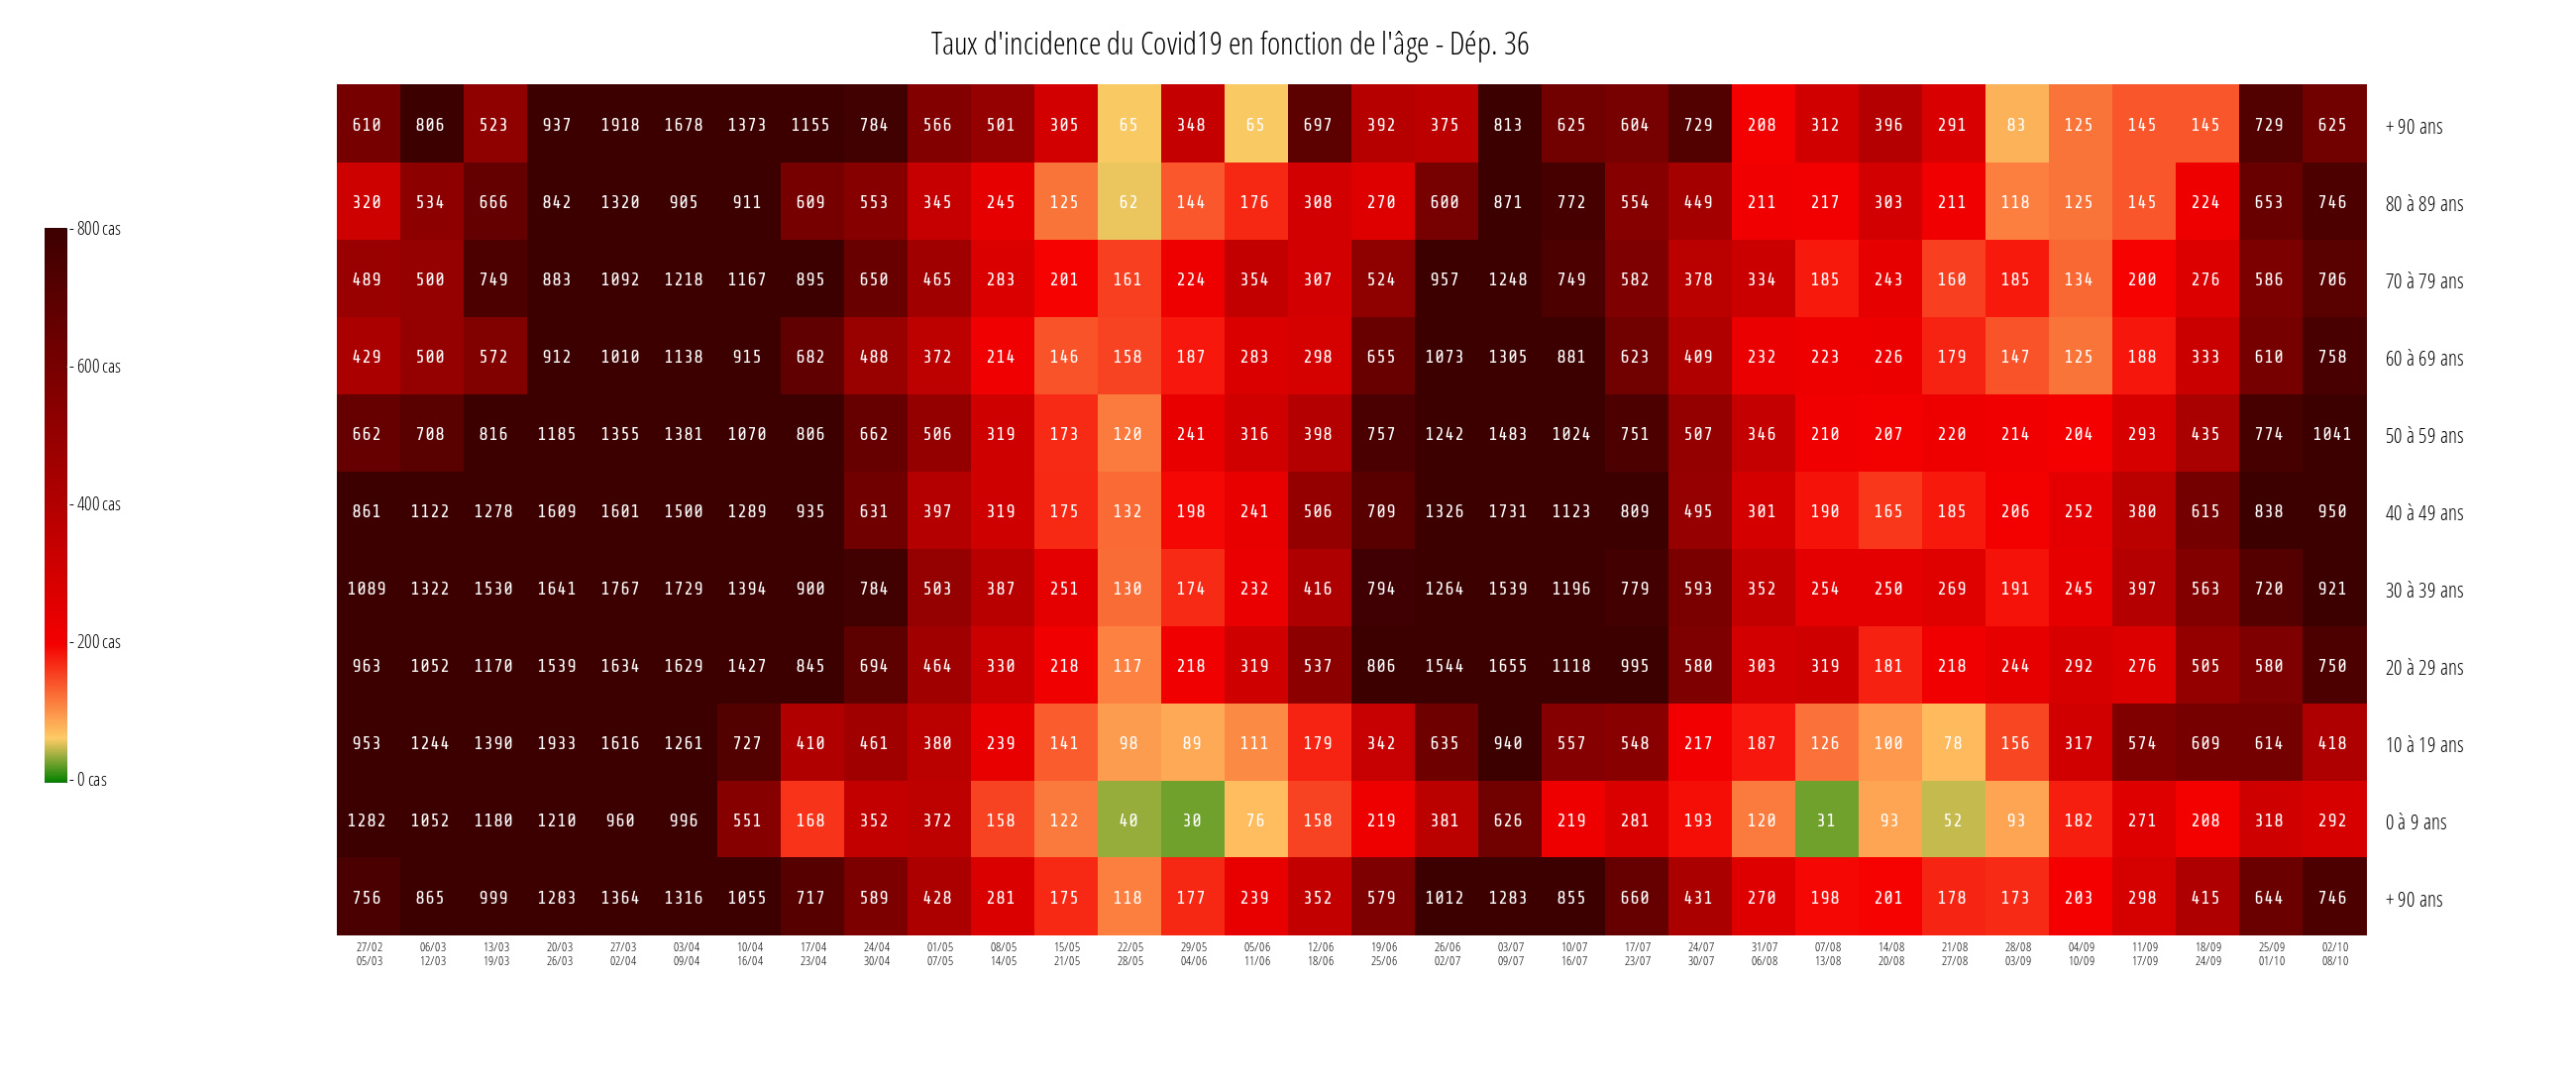 Taux d'incidence du Covid19 en fonction de l'âge - Dép. 36
- 800 cas
- 600 cas
- 400 cas
- 200 cas
- 0 cas
610 806 523 937 1918 1678 1373 1155 784 566 501 305 65 348 65 697 392 375 813 625 604 729 208 312 396 291 83 125 145 145 729 625 + 90 ans
320 534 666 842 1320 905 911 609 553 345 245 125 62 144 176 308 270 600 871 772 554 449 211 217 303 211 118 125 145 224 653 746 80 à 89 ans
489 500 749 883 1092 1218 1167 895 650 465 283 201 161 224 354 307 524 957 1248 749 582 378 334 185 243 160 185 134 200 276 586 706 70 à 79 ans
429 500 572 912 1010 1138 915 682 488 372 214 146 158 187 283 298 655 1073 1305 881 623 409 232 223 226 179 147 125 188 333 610 758 60 à 69 ans
662 708 816 1185 1355 1381 1070 806 662 506 319 173 120 241 316 398 757 1242 1483 1024 751 507 346 210 207 220 214 204 293 435 774 1041 50 à 59 ans
861 1122 1278 1609 1601 1500 1289 935 631 397 319 175 132 198 241 506 709 1326 1731 1123 809 495 301 190 165 185 206 252 380 615 838 950 40 à 49 ans
1089 1322 1530 1641 1767 1729 1394 900 784 503 387 251 130 174 232 416 794 1264 1539 1196 779 593 352 254 250 269 191 245 397 563 720 921 30 à 39 ans
963 1052 1170 1539 1634 1629 1427 845 694 464 330 218 117 218 319 537 806 1544 1655 1118 995 580 303 319 181 218 244 292 276 505 580 750 20 à 29 ans
953 1244 1390 1933 1616 1261 727 410 461 380 239 141 98 89 111 179 342 635 940 557 548 217 187 126 100 78 156 317 574 609 614 418 10 à 19 ans
1282 1052 1180 1210 960 996 551 168 352 372 158 122 40 30 76 158 219 381 626 219 281 193 120 31 93 52 93 182 271 208 318 292 0 à 9 ans
756 865 999 1283 1364 1316 1055 717 589 428 281 175 118 177 239 352 579 1012 1283 855 660 431 270 198 201 178 173 203 298 415 644 746 + 90 ans
27/02 06/03 13/03 20/03 27/03 03/04 10/04 17/04 24/04 01/05 08/05 15/05 22/05 29/05 05/06 12/06 19/06 26/06 03/07 10/07 17/07 24/07 31/07 07/08 14/08 21/08 28/08 04/09 11/09 18/09 25/09 02/10
05/03 12/03 19/03 26/03 02/04 09/04 16/04 23/04 30/04 07/05 14/05 21/05 28/05 04/06 11/06 18/06 25/06 02/07 09/07 16/07 23/07 30/07 06/08 13/08 20/08 27/08 03/09 10/09 17/09 24/09 01/10 08/10